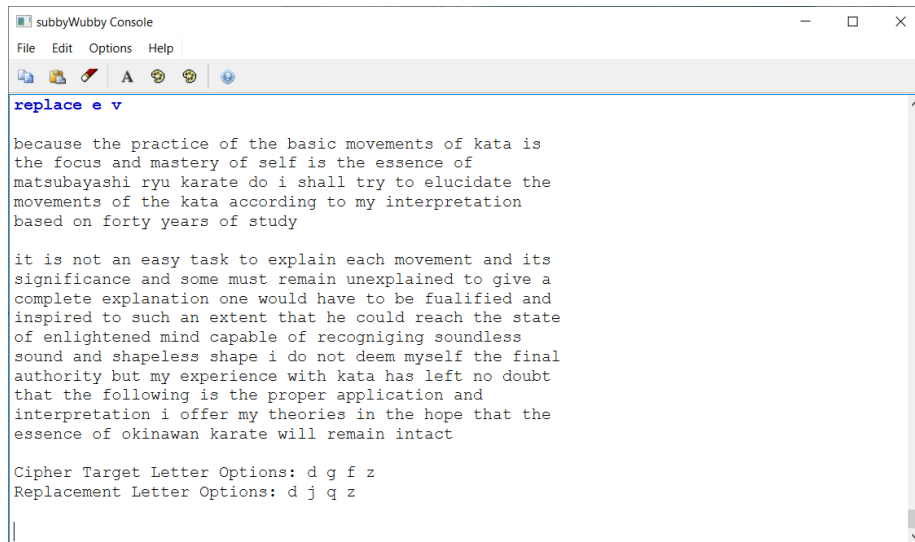 subbyWubby Console
File Edit Options Help
A
replace e v
because the practice of the basic movements of kata is
the focus and mastery of self is the essence of
matsubayashi ryu karate do i shall try to elucidate the
movements of the kata according to my interpretation
based on forty years of study
it is not an easy task to explain each movement and its
significance and some must remain unexplained to give a
complete explanation one would have to be fualified and
inspired to such an extent that he could reach the state
of enlightened mind capable of recogniging soundless
sound and shapeless shape i do not deem myself the final
authority but my experience with kata has left no doubt
that the following is the proper application and
interpretation i offer my theories in the hope that the
essence of okinawan karate will remain intact
Cipher Target Letter Options: d g f z
Replacement Letter Options: d j q z